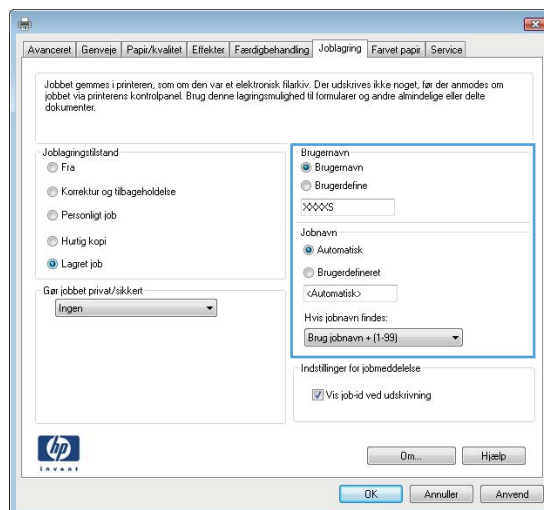 Avanceret Genveje Papir/kvalitet Effekter Færdigbehandling Joblagring Farvet papir Service
Jobbet gemmes i printeren, som om den var et elektronisk filarkiv. Der udskrives ikke noget, før der anmodes om
jobbet via printerens kontrolpanel. Brug denne lagringsmulighed til formularer og andre almindelige eller delte
dokumenter.
Joblagringstilstand
Fra
Korrektur og tilbageholdelse
Personligt job
Hurtig kopi
Lagret job
Gør jobbet privat/sikkert
Ingen
Brugernavn
Brugernavn
Brugerdefine
XXXXS
Jobnavn
Automatisk
Brugerdefineret
<Automatisk>
Hvis jobnavn findes:
Brug jobnavn + (1-99)
Indstillinger for jobmeddelelse
Vis job-id ved udskrivning
hp
invent
Om... Hjælp
OK Annuller Anvend